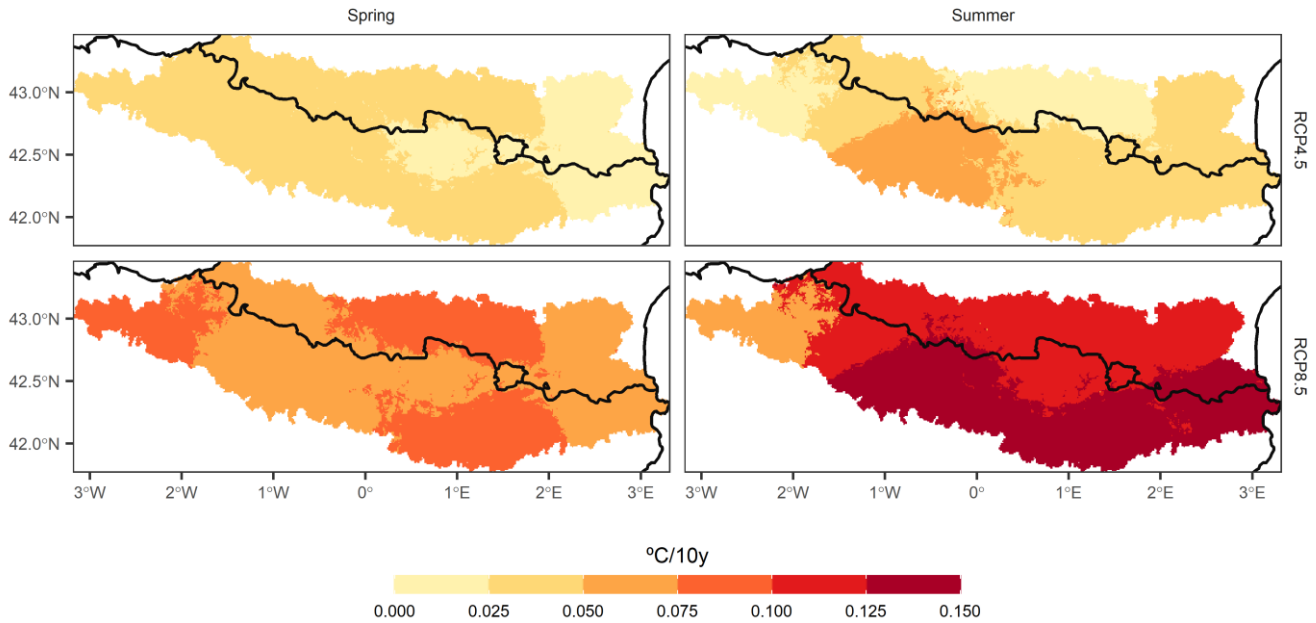 Spring Summer
43.0°N
42.5°N
42.0°N
RCP4.5
43.0°N
42.5°N
42.0°N
RCP8.5
3°W 2°W 1°W 0° 1°E 2°E 3°E 3°W 2°W 1°W 0° 1°E 2°E 3°E
ºC/10y
0.000 0.025 0.050 0.075 0.100 0.125 0.150